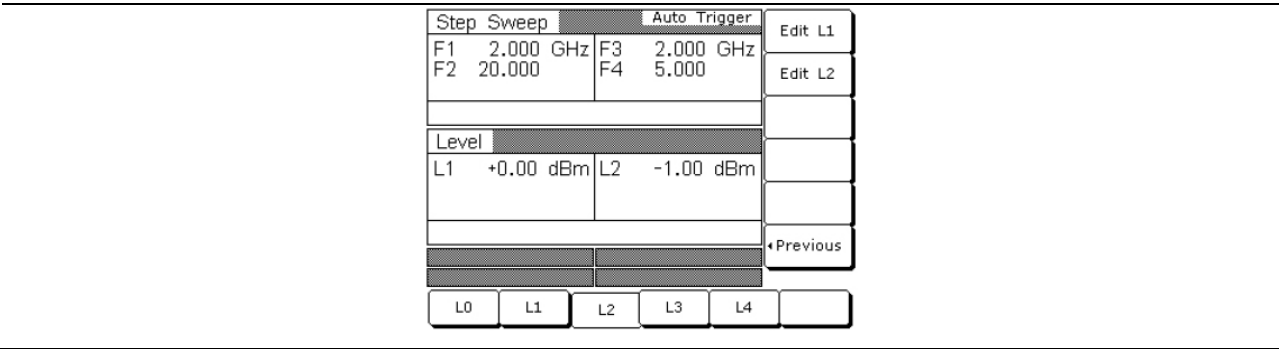 Step Sweep Auto Trigger
F1 2.000 GHz F3 2.000 GHz
F2 20.000 F4 5.000
Level
L1 +0.00 dBm L2 -1.00 dBm
Edit L1
Edit L2
◂Previous
L0 L1 L2 L3 L4